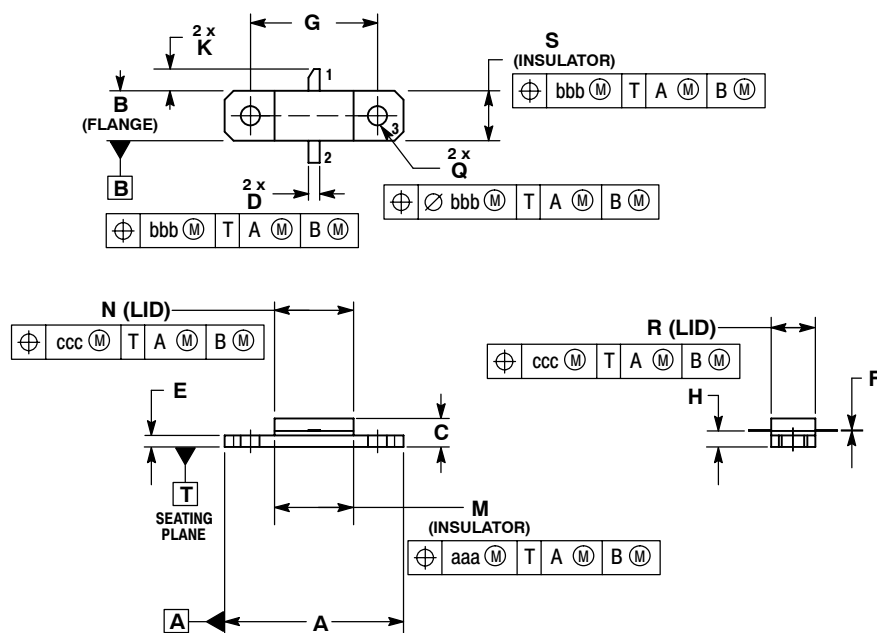 G
2 x
K
1
S
(INSULATOR)
⌖ bbb Ⓜ T A Ⓜ B Ⓜ
B
(FLANGE)
3
2
B
2 x
D
⌖ bbb Ⓜ T A Ⓜ B Ⓜ
2 x
Q
⌖ ∅ bbb Ⓜ T A Ⓜ B Ⓜ
N (LID)
⌖ ccc Ⓜ T A Ⓜ B Ⓜ
R (LID)
⌖ ccc Ⓜ T A Ⓜ B Ⓜ
E
C
H
F
T
SEATING
PLANE
M
(INSULATOR)
⌖ aaa Ⓜ T A Ⓜ B Ⓜ
A
A